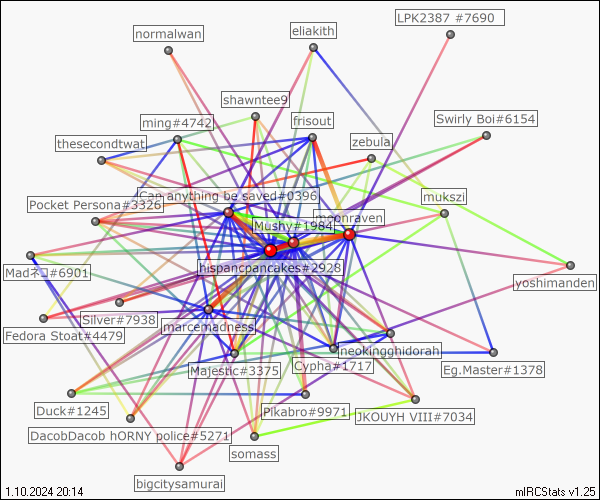 LPK2387 #7690
normalwan
eliakith
shawntee9
ming#4742
frisout
Swirly Boi#6154
thesecondtwat
zebula
Can anything be saved#0396
mukszi
Pocket Persona#3326
Mushy#1984
moonraven
hispancpancakes#2928
Madネコ#6901
yoshimanden
Silver#7938
marcemadness
Fedora Stoat#4479
neokingghidorah
Majestic#3375
Cypha#1717
Eg.Master#1378
Duck#1245
Pikabro#9971
JKOUYH VIII#7034
DacobDacob hORNY police#5271
somass
bigcitysamurai
1.10.2024 20:14
mIRCStats v1.25